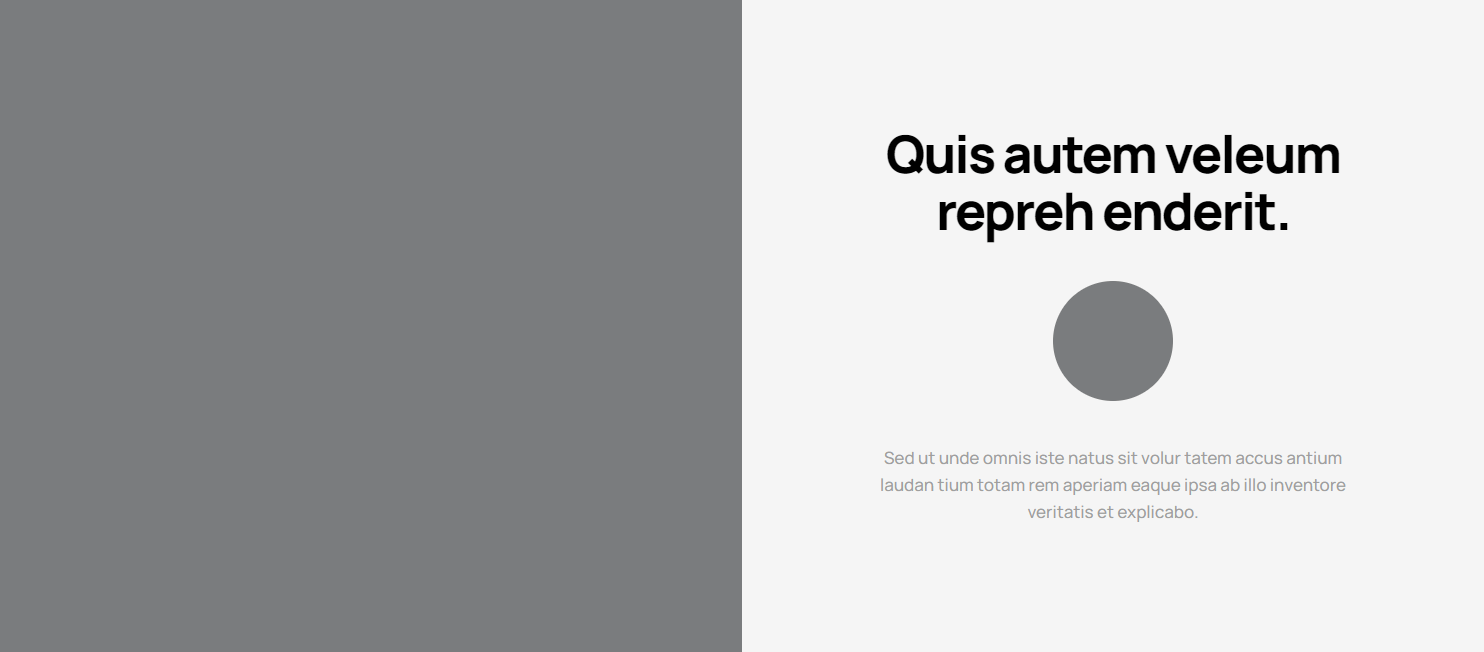 Quis autem veleum
repreh enderit.
Sed ut unde omnis iste natus sit volur tatem accus antium
laudan tium totam rem aperiam eaque ipsa ab illo inventore
veritatis et explicabo.